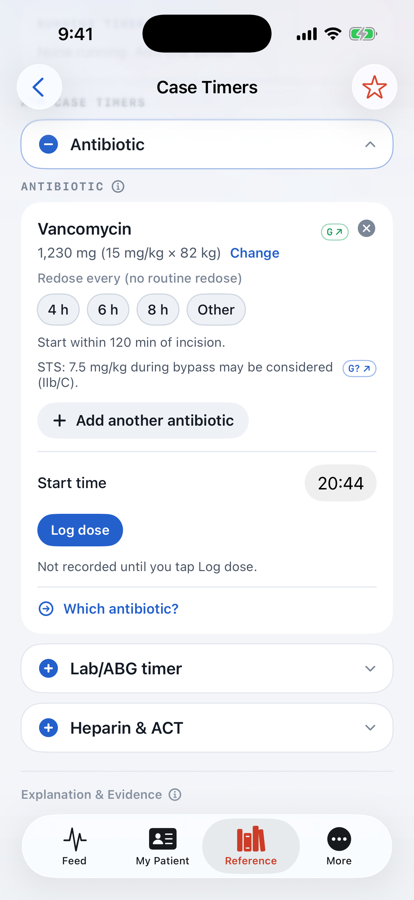 9:41
Case Timers
CASE TIMERS
Antibiotic
ANTIBIOTIC
Vancomycin
G ↗
1,230 mg (15 mg/kg × 82 kg) Change
Redose every (no routine redose)
4 h
6 h
8 h
Other
Start within 120 min of incision.
STS: 7.5 mg/kg during bypass may be considered
(IIb/C).
G? ↗
+ Add another antibiotic
Start time
20:44
Log dose
Not recorded until you tap Log dose.
Which antibiotic?
Lab/ABG timer
Heparin & ACT
Explanation & Evidence
Feed
My Patient
Reference
More